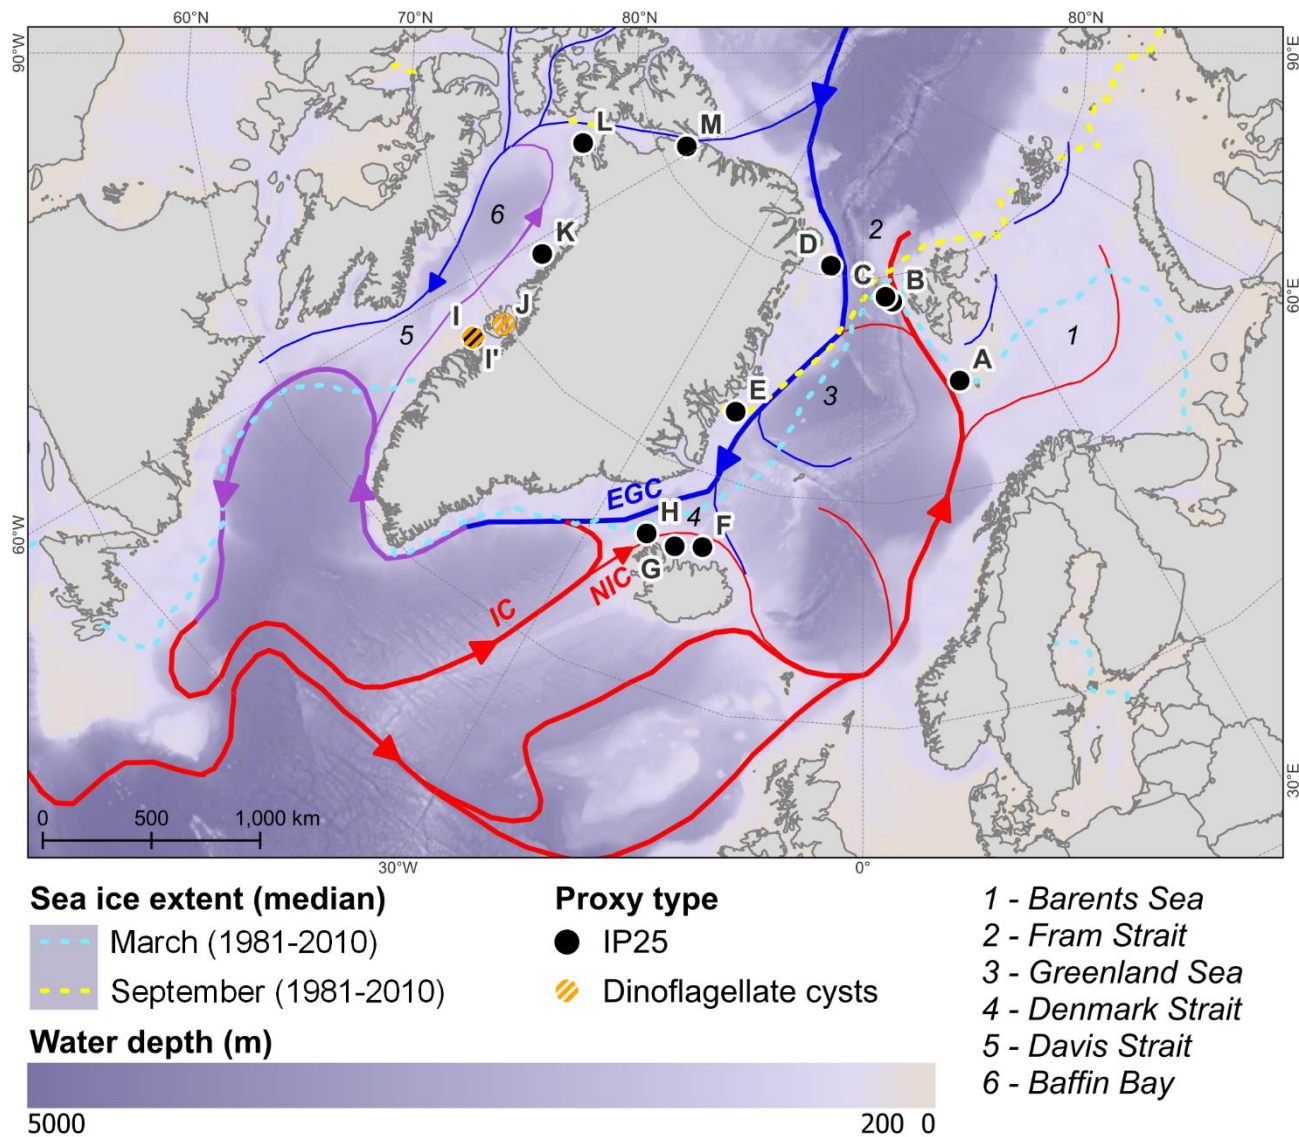 60°N 70°N 80°N 80°N
90°W
90°E
L M
6
K
D
2
C B
I J
I'
5
60°E
1
A
E
3
EGC
H
4
F
G
NIC
IC
60°W
0 500 1,000 km
30°E
30°W 0°
Sea ice extent (median)
March (1981-2010)
September (1981-2010)
Proxy type
IP25
Dinoflagellate cysts
1 - Barents Sea
2 - Fram Strait
3 - Greenland Sea
4 - Denmark Strait
5 - Davis Strait
6 - Baffin Bay
Water depth (m)
5000 200 0